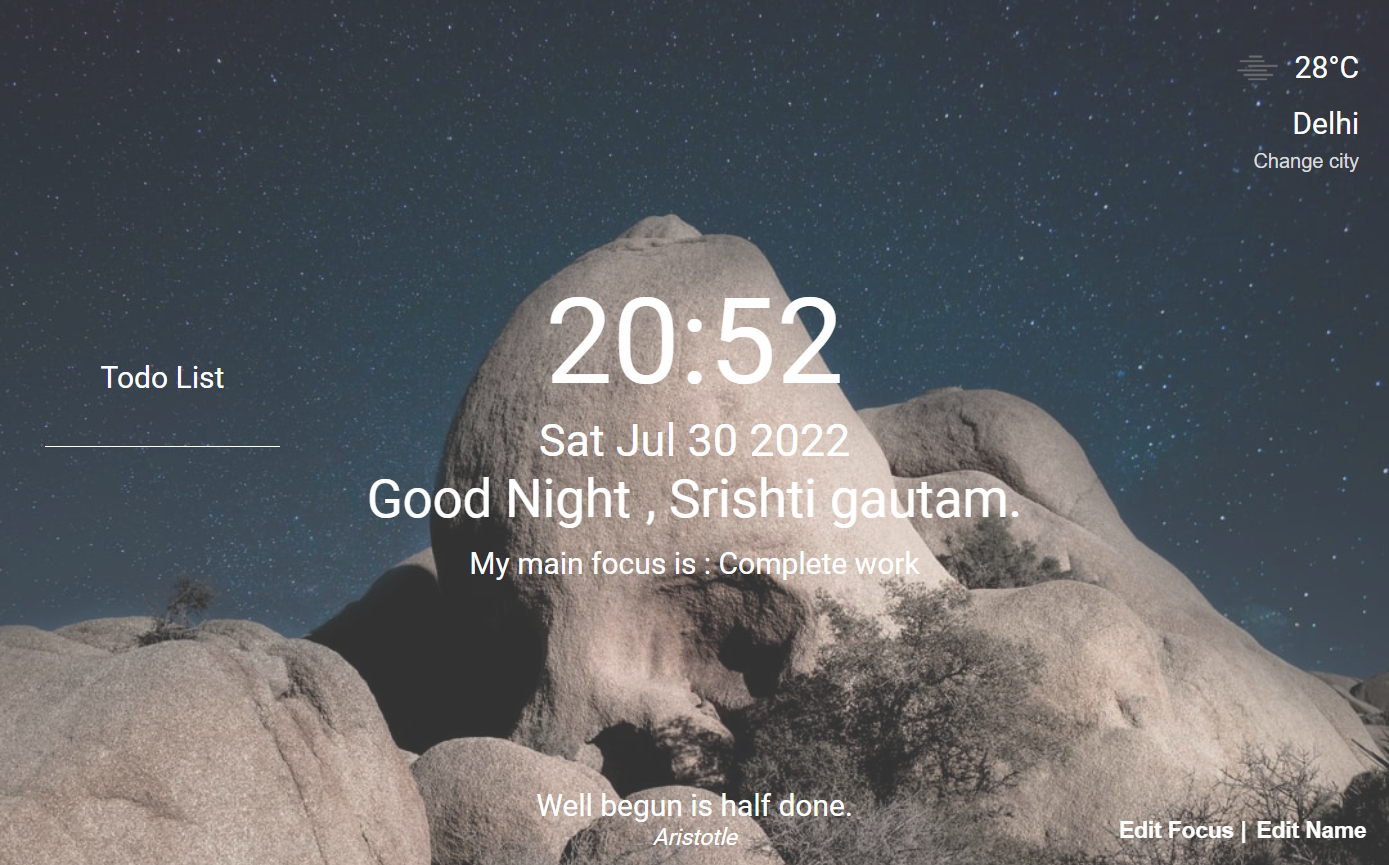 28°C
Delhi
Change city
20:52
Todo List
Sat Jul 30 2022
Good Night , Srishti gautam.
My main focus is : Complete work
Well begun is half done.
Aristotle
Edit Focus | Edit Name